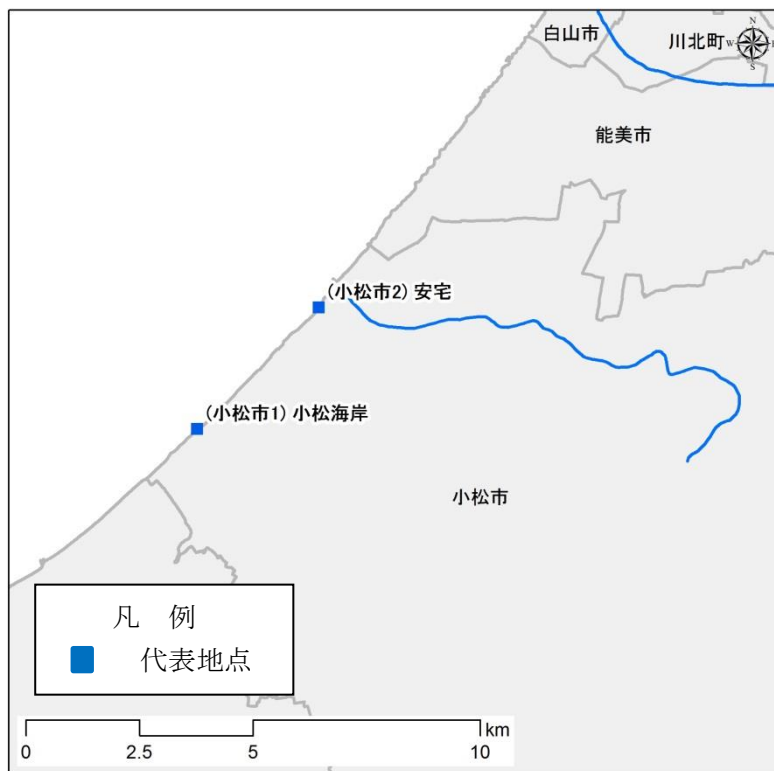 白山市
川北町
N
W
E
S
能美市
(小松市2) 安宅
(小松市1) 小松海岸
小松市
凡 例
代表地点
km
0 2.5 5 10